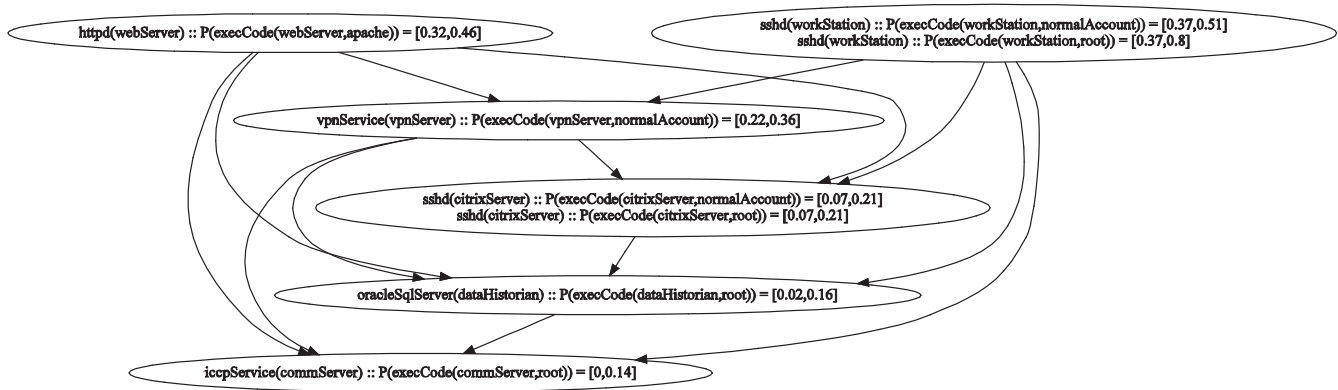 httpd(webServer) :: P(execCode(webServer,apache)) = [0.32,0.46]
sshd(workStation) :: P(execCode(workStation,normalAccount)) = [0.37,0.51]
sshd(workStation) :: P(execCode(workStation,root)) = [0.37,0.8]
vpnService(vpnServer) :: P(execCode(vpnServer,normalAccount)) = [0.22,0.36]
sshd(citrixServer) :: P(execCode(citrixServer,normalAccount)) = [0.07,0.21]
sshd(citrixServer) :: P(execCode(citrixServer,root)) = [0.07,0.21]
oracleSqlServer(dataHistorian) :: P(execCode(dataHistorian,root)) = [0.02,0.16]
iccpService(commServer) :: P(execCode(commServer,root)) = [0,0.14]